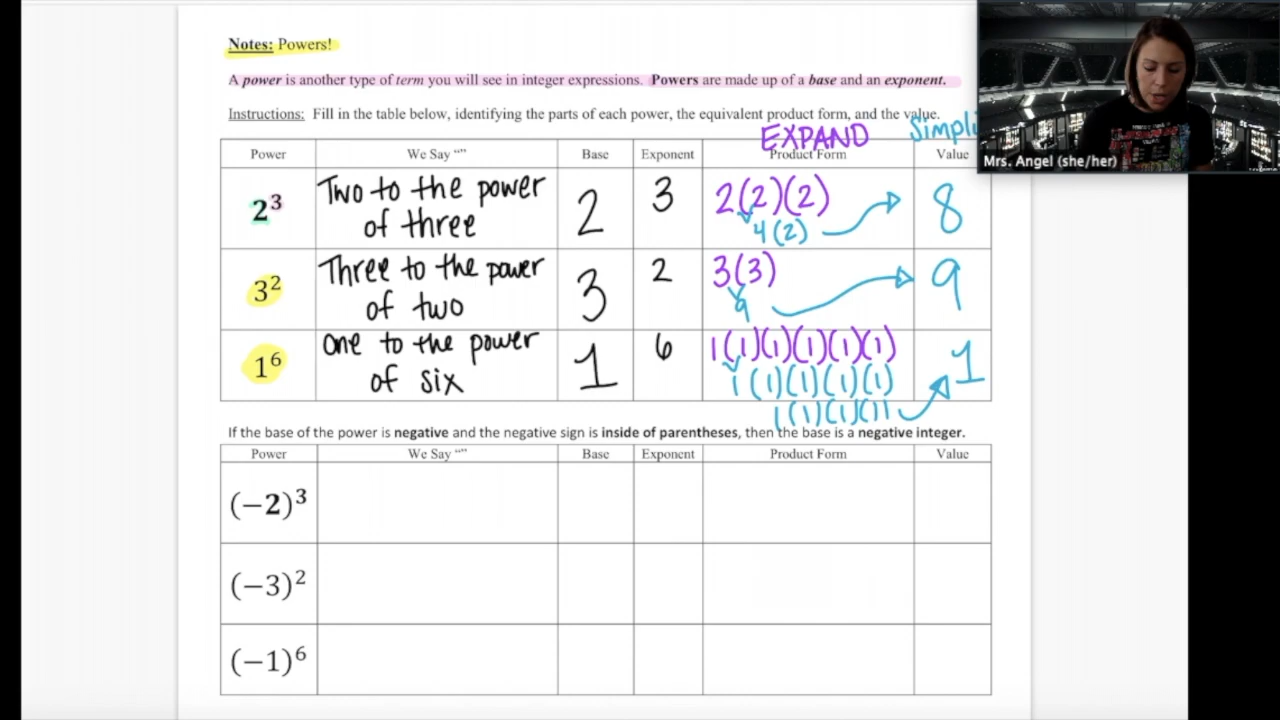 Notes: Powers!
A power is another type of term you will see in integer expressions. Powers are made up of a base and an exponent.
Instructions: Fill in the table below, identifying the parts of each power, the equivalent product form, and the value.
EXPAND
Simpli
Mrs. Angel (she/her)
Power We Say “” Base Exponent Product Form Value
2³ Two to the power of three 2 3 2(2)(2) 8
4(2)
3² Three to the power of two 3 2 3(3) 9
9
1⁶ one to the power of six 1 6 1(1)(1)(1)(1)(1) 1
1(1)(1)(1)(1)
1(1)(1)(1)
If the base of the power is negative and the negative sign is inside of parentheses, then the base is a negative integer.
Power We Say “” Base Exponent Product Form Value
(−2)³
(−3)²
(−1)⁶